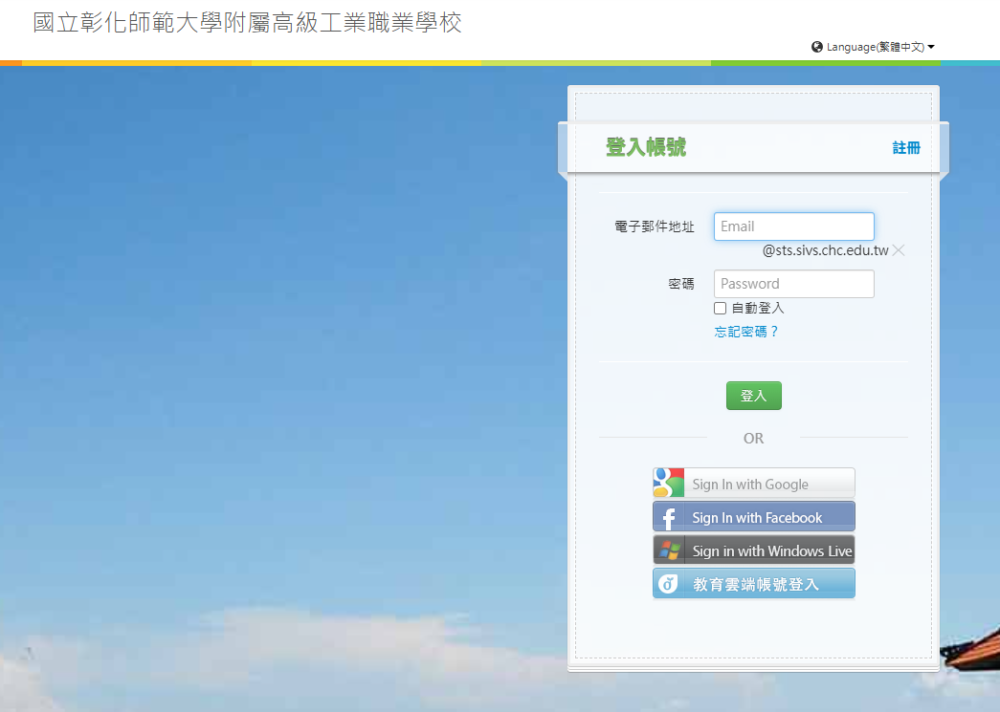 國立彰化師範大學附屬高級工業職業學校
Language(繁體中文)
登入帳號
註冊
電子郵件地址
Email
@sts.sivs.chc.edu.tw
密碼
Password
自動登入
忘記密碼？
登入
OR
Sign In with Google
Sign In with Facebook
Sign in with Windows Live
教育雲端帳號登入